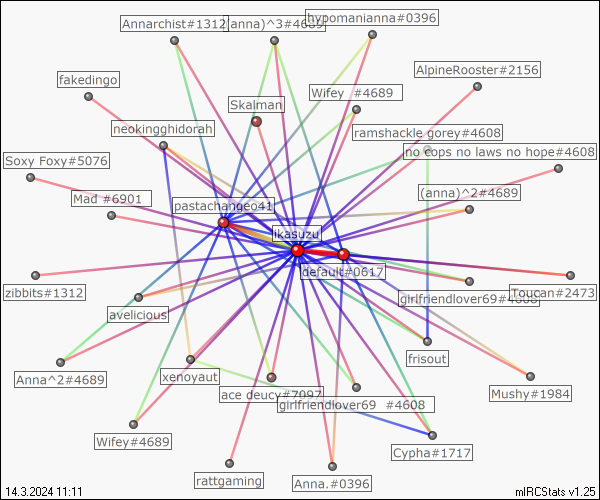 hypomanianna#0396
Annarchist#1312
(anna)^3#4689
AlpineRooster#2156
fakedingo
Wifey #4689
Skalman
neokingghidorah
ramshackle gorey#4608
no cops no laws no hope#4608
Soxy Foxy#5076
Mad #6901
(anna)^2#4689
pastachangeo41
ikasuzu
default#0617
zibbits#1312
girlfriendlover69#4608
Toucan#2473
avelicious
frisout
Anna^2#4689
xenoyaut
ace deucy#7097
Mushy#1984
girlfriendlover69 #4608
Wifey#4689
Cypha#1717
rattgaming
Anna.#0396
14.3.2024 11:11
mIRCStats v1.25